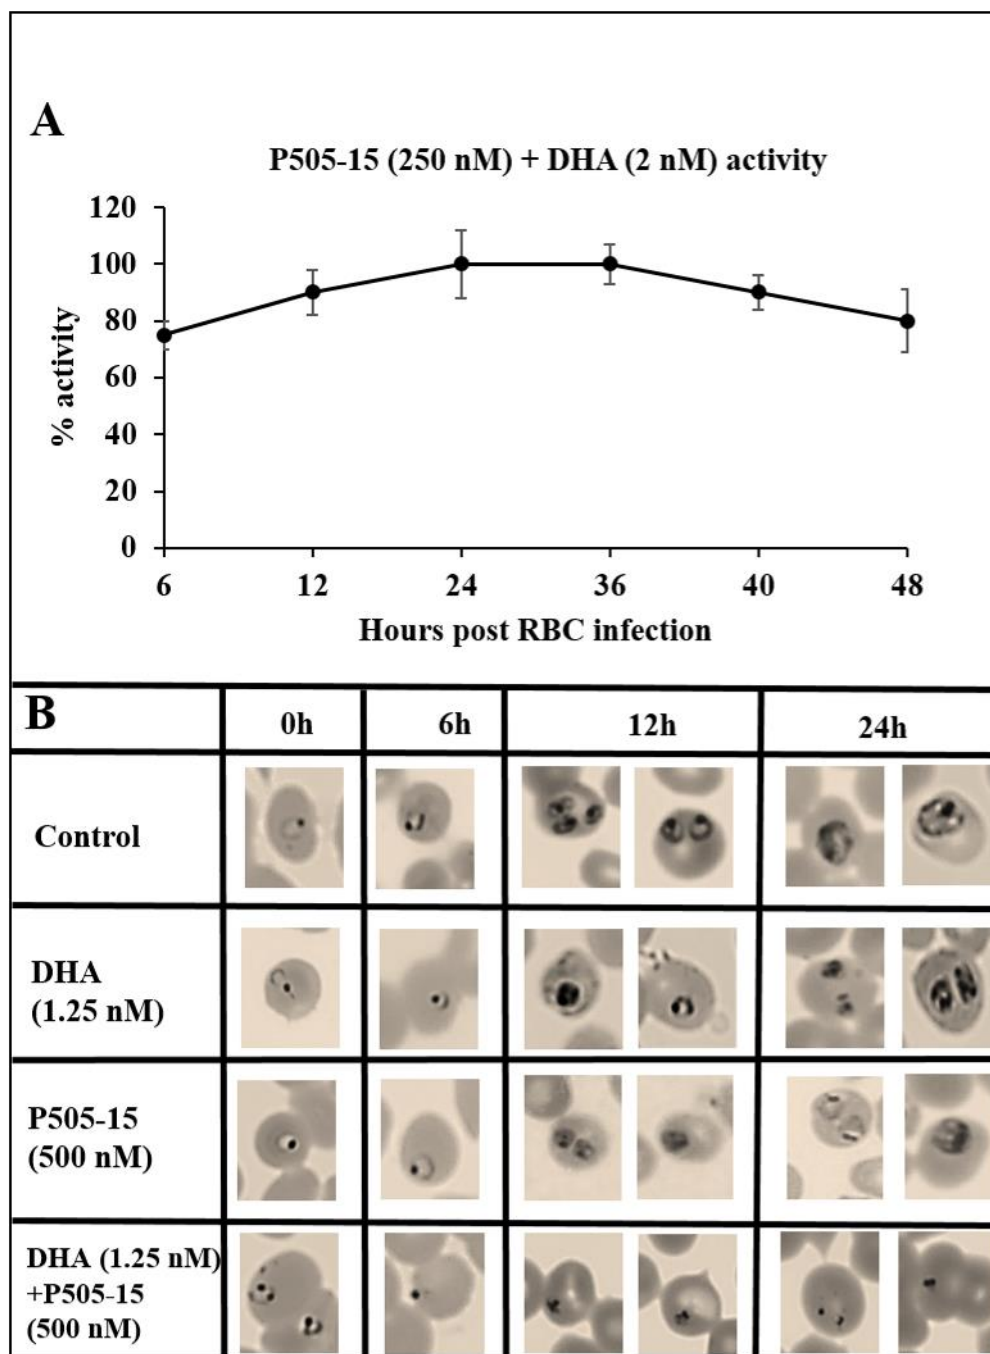 A
P505-15 (250 nM) + DHA (2 nM) activity
120
100
80
60
40
20
0
% activity
6 12 24 36 40 48
Hours post RBC infection
B 0h 6h 12h 24h
Control
DHA
(1.25 nM)
P505-15
(500 nM)
DHA (1.25 nM)
+P505-15
(500 nM)